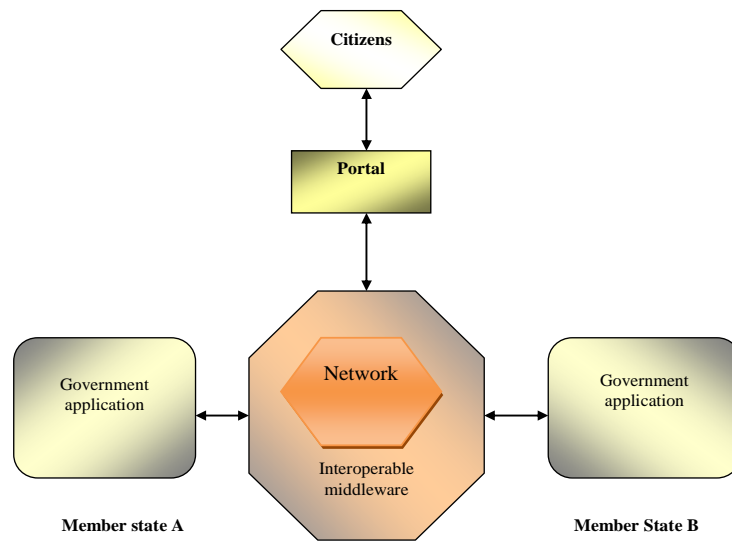 Citizens
Portal
Network
Interoperable
middleware
Government
application
Government
application
Member state A
Member State B